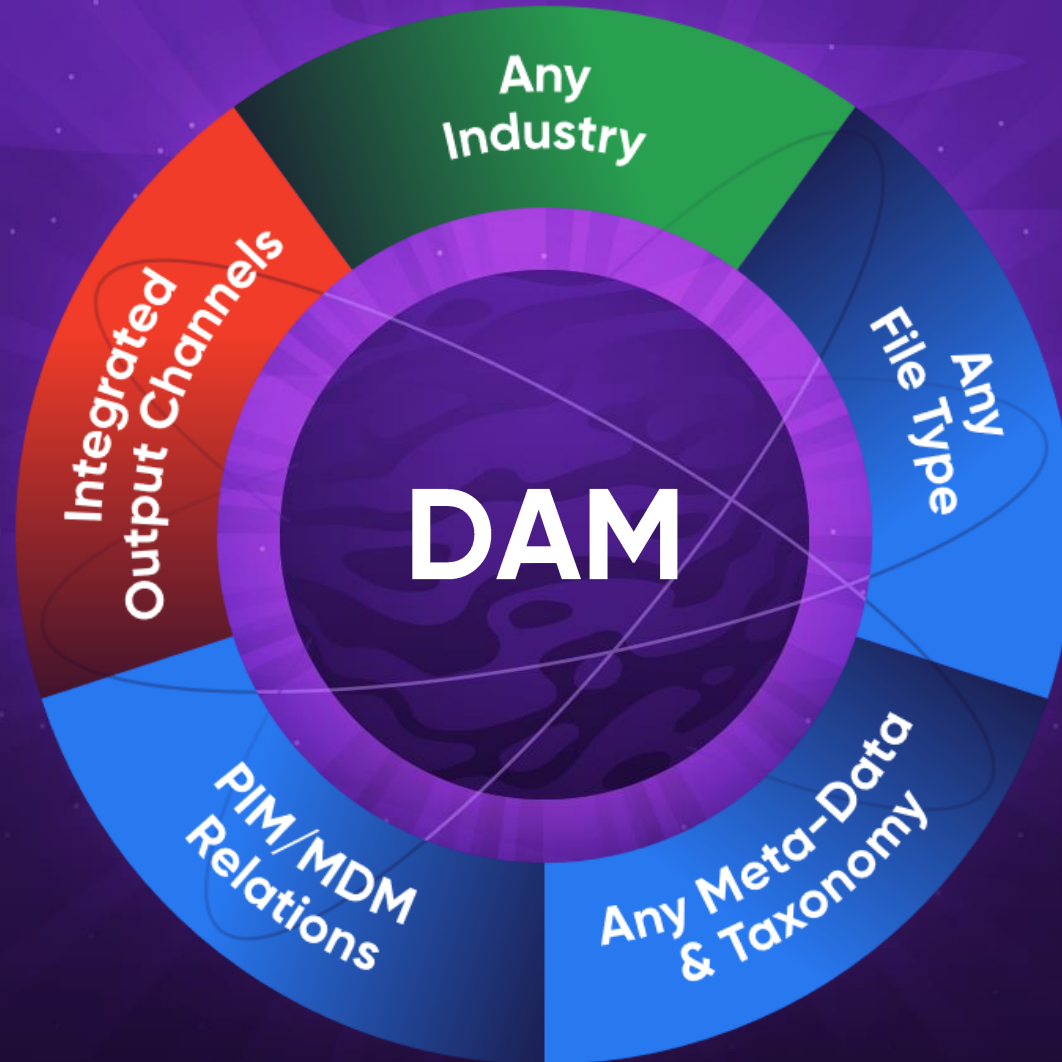 Any
Industry
Any
File Type
Any Meta-Data
& Taxonomy
PIM/MDM
Relations
Integrated
Output Channels
DAM